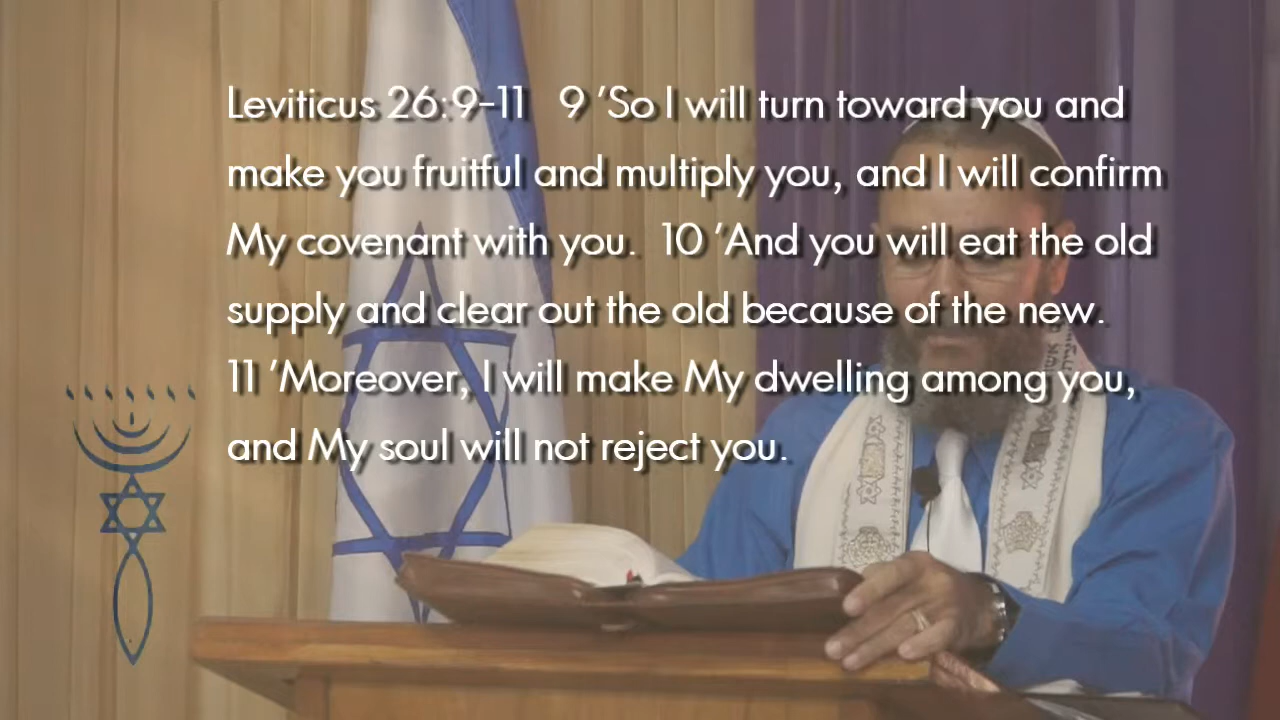 Leviticus 26:9-11 9 'So I will turn toward you and
make you fruitful and multiply you, and I will confirm
My covenant with you. 10 'And you will eat the old
supply and clear out the old because of the new.
11 'Moreover, I will make My dwelling among you,
and My soul will not reject you.